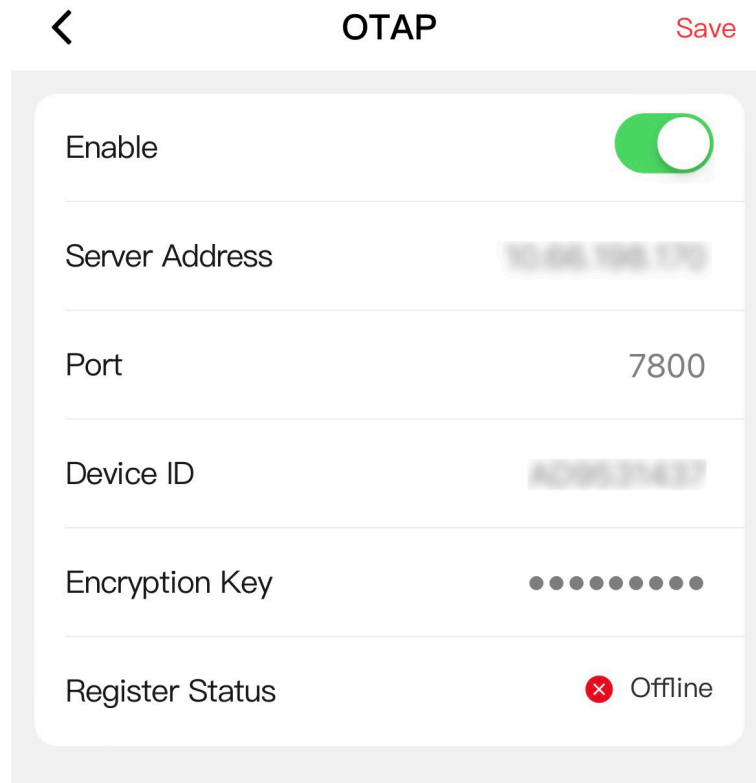 OTAP
Save
Enable
Server Address
Port
7800
Device ID
Encryption Key
Register Status
Offline